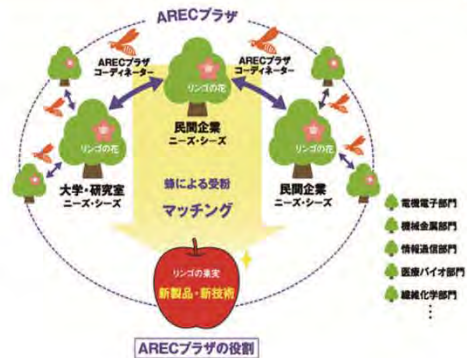 ARECプラザ
ARECプラザ
コーディネーター
ARECプラザ
コーディネーター
リンゴの花
民間企業
ニーズ・シーズ
リンゴの花
大学・研究室
ニーズ・シーズ
リンゴの花
民間企業
ニーズ・シーズ
蜂による受粉
マッチング
リンゴの果実
新製品・新技術
電機電子部門
機械金属部門
情報通信部門
医療バイオ部門
繊維化学部門
⋮
ARECプラザの役割